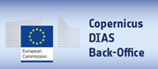 Copernicus
DIAS
Back-Office
European
Commission